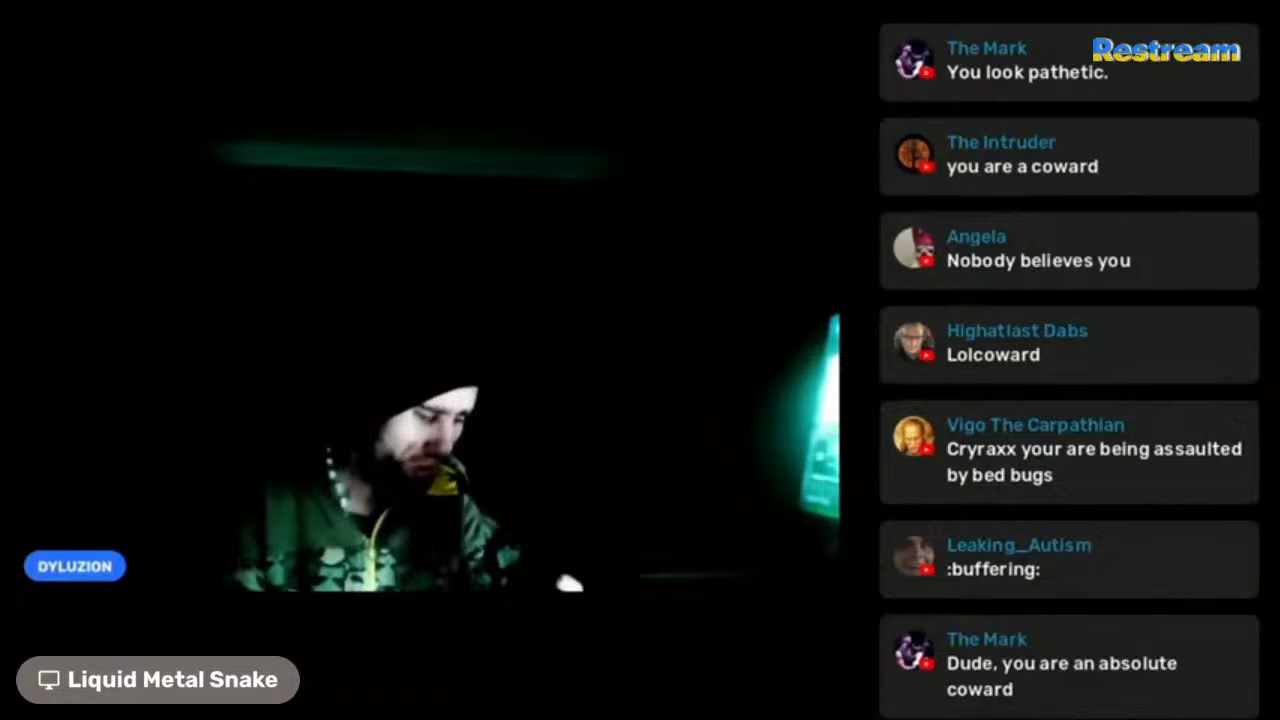 Restream
The Mark
You look pathetic.
The Intruder
you are a coward
Angela
Nobody believes you
Highatlast Dabs
Lolcoward
Vigo The Carpathian
Cryraxx your are being assaulted
by bed bugs
Leaking_Autism
:buffering:
The Mark
Dude, you are an absolute
coward
DYLUZION
Liquid Metal Snake